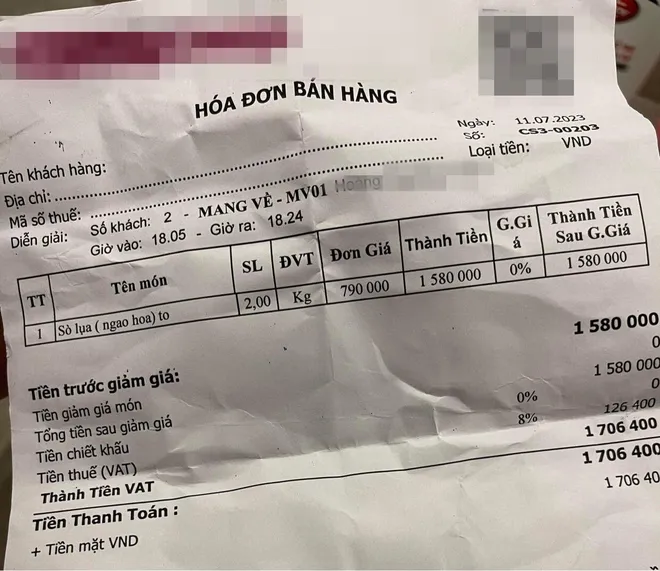 HÓA ĐƠN BÁN HÀNG
Ngày: 11.07.2023
Số: CS3-00203
Loại tiền: VND
Tên khách hàng:
Địa chỉ:
Mã số thuế:
Diễn giải: Số khách: 2 - MANG VỀ - MV01 Hoang
Giờ vào: 18.05 - Giờ ra: 18.24
TT Tên món SL ĐVT Đơn Giá Thành Tiền G.Giá Thành Tiền Sau G.Giá
1 Sò lụa ( ngao hoa) to 2,00 Kg 790 000 1 580 000 0% 1 580 000
Tiền trước giảm giá: 1 580 000
Tiền giảm giá món 0
Tổng tiền sau giảm giá 1 580 000
Tiền chiết khấu 0% 0
Tiền thuế (VAT) 8% 126 400
Thành Tiền VAT 1 706 400
Tiền Thanh Toán : 1 706 400
+ Tiền mặt VND 1 706 40